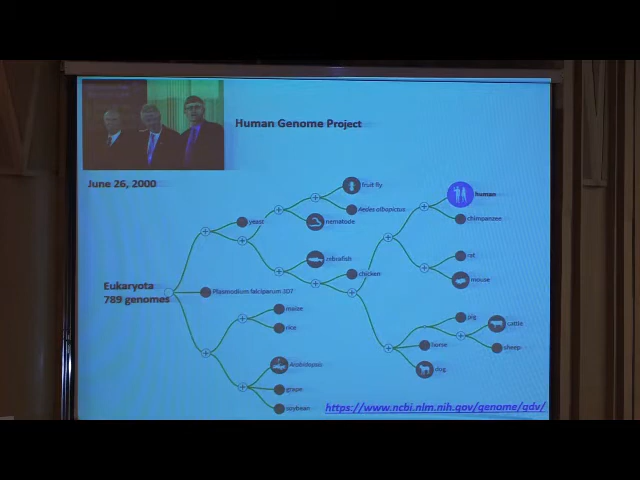 Human Genome Project
June 26, 2000
fruit fly
human
Aedes albopictus
yeast
nematode
chimpanzee
zebrafish
rat
chicken
mouse
Eukaryota
789 genomes
Plasmodium falciparum 3D7
maize
pig
cattle
rice
horse
sheep
Arabidopsis
dog
grape
soybean
https://www.ncbi.nlm.nih.gov/genome/gdv/